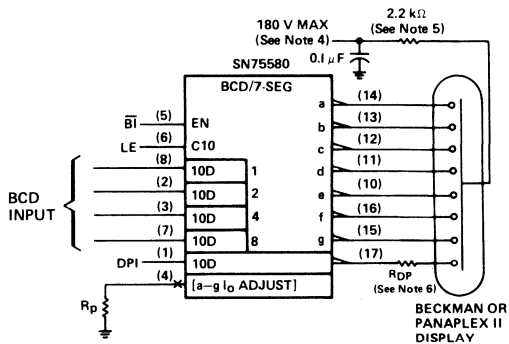 180 V MAX
(See Note 4)
2.2 kΩ
(See Note 5)
0.1 μF
SN75580
BCD/7-SEG
BI (5) EN
LE (6) C10
(8) 10D 1
(2) 10D 2
(3) 10D 4
(7) 10D 8
BCD
INPUT
DPI (1) 10D
(4) [a–g IO ADJUST]
Rp
a (14)
b (13)
c (12)
d (11)
e (10)
f (16)
g (15)
(17)
RDP
(See Note 6)
BECKMAN OR
PANAPLEX II
DISPLAY